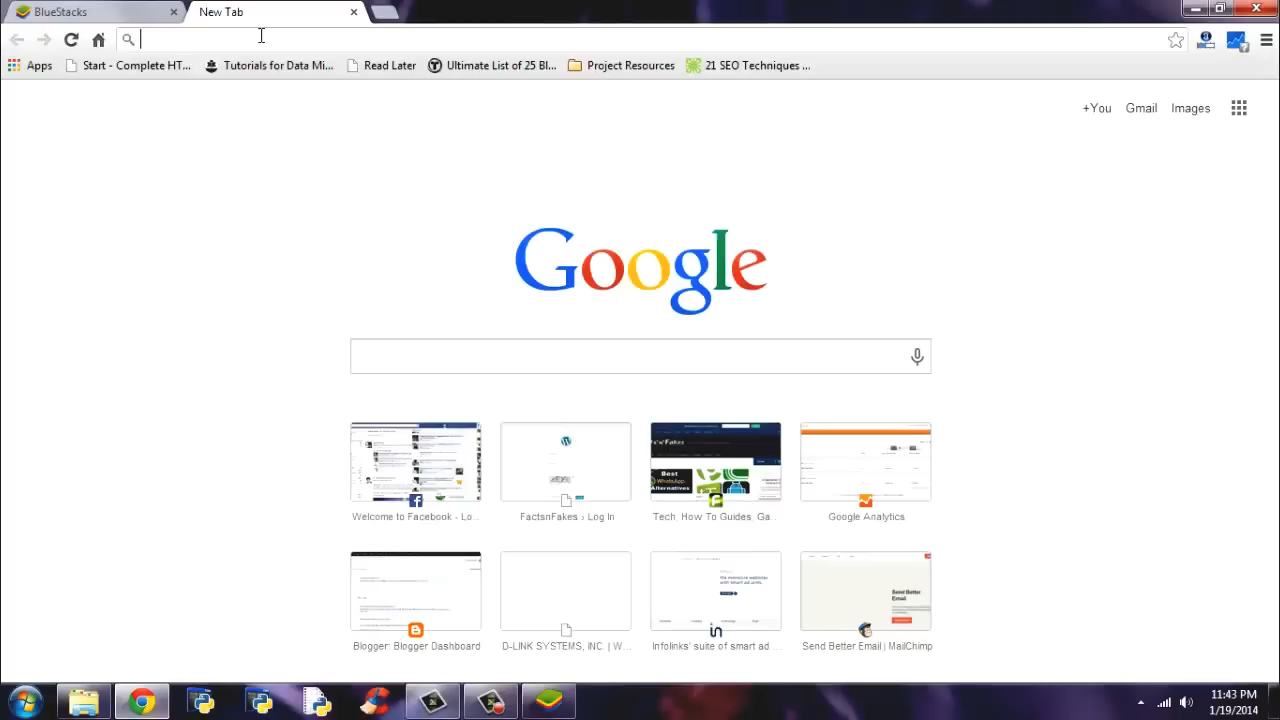 BlueStacks
New Tab
Apps
Start - Complete HT...
Tutorials for Data Mi...
Read Later
Ultimate List of 25 Bl...
Project Resources
21 SEO Techniques ...
+You Gmail Images
Google
Best
WhatsApp
Alternatives
Welcome to Facebook - Lo...
FactsnFakes › Log In
Tech, How To Guides, Ga...
Google Analytics
Send Better
Email
Blogger: Blogger Dashboard
D-LINK SYSTEMS, INC. | W...
Infolinks' suite of smart ad ...
Send Better Email | MailChimp
11:43 PM
1/19/2014